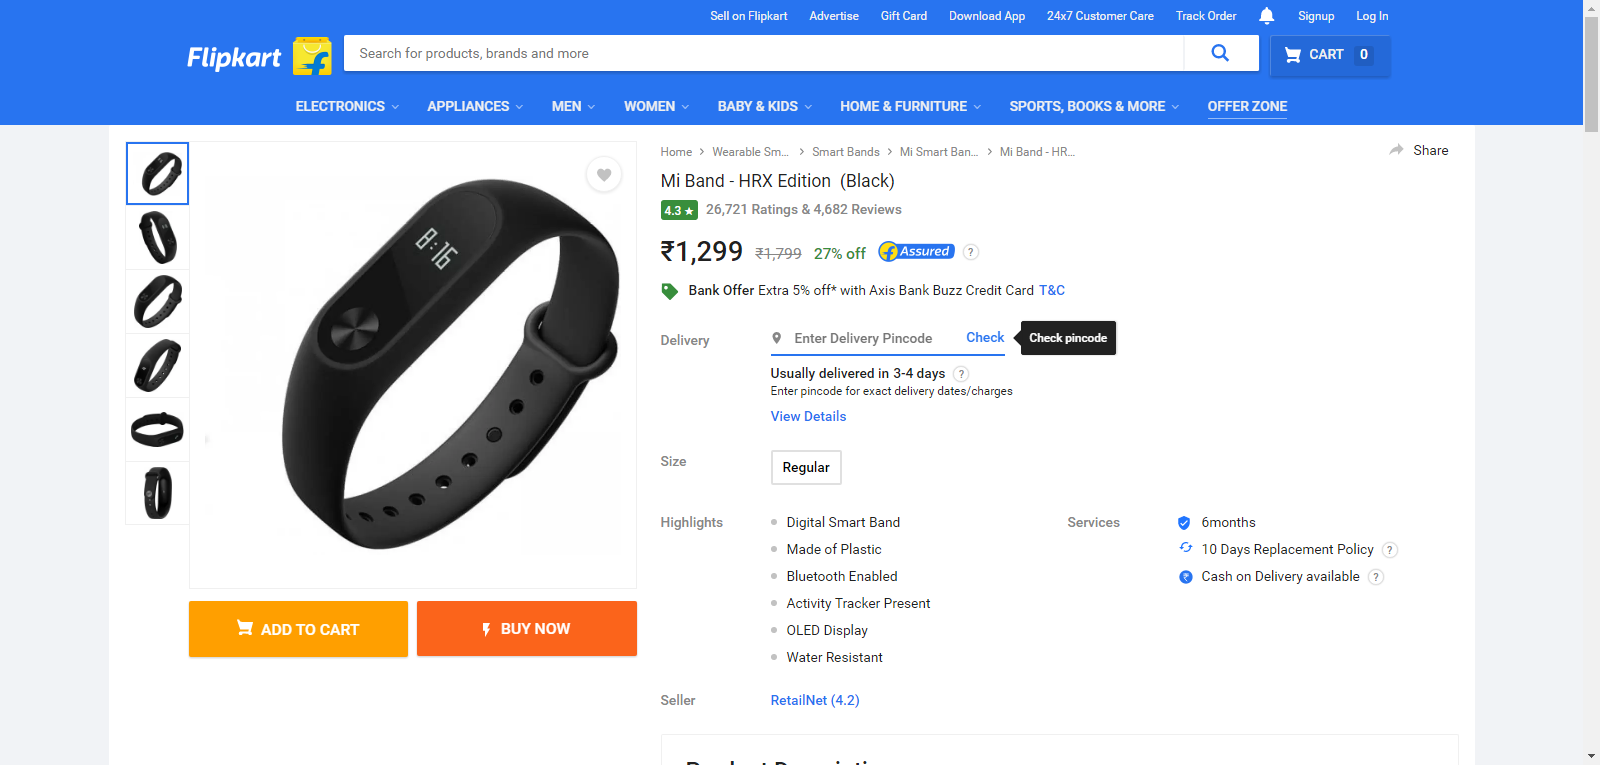 Sell on Flipkart Advertise Gift Card Download App 24x7 Customer Care Track Order Signup Log In
Flipkart
Search for products, brands and more
CART 0
ELECTRONICS APPLIANCES MEN WOMEN BABY & KIDS HOME & FURNITURE SPORTS, BOOKS & MORE OFFER ZONE
8:16
ADD TO CART
BUY NOW
Home > Wearable Sm... > Smart Bands > Mi Smart Ban... > Mi Band - HR...
Share
Mi Band - HRX Edition (Black)
4.3 ★ 26,721 Ratings & 4,682 Reviews
₹1,299 ₹1,799 27% off f Assured ?
Bank Offer Extra 5% off* with Axis Bank Buzz Credit Card T&C
Delivery
Enter Delivery Pincode Check
Check pincode
Usually delivered in 3-4 days ?
Enter pincode for exact delivery dates/charges
View Details
Size
Regular
Highlights
Digital Smart Band
Made of Plastic
Bluetooth Enabled
Activity Tracker Present
OLED Display
Water Resistant
Services
6months
10 Days Replacement Policy ?
Cash on Delivery available ?
Seller
RetailNet (4.2)
Product Description